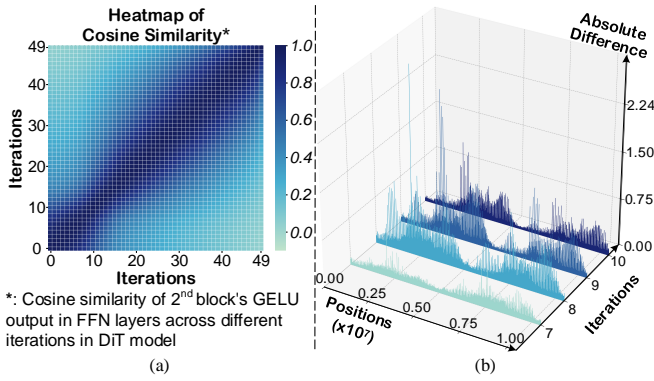 Heatmap of
Cosine Similarity*
49
40
30
20
10
0
Iterations
0 10 20 30 40 49
Iterations
1.0
0.8
0.6
0.4
0.2
0.0
*: Cosine similarity of 2nd block's GELU
output in FFN layers across different
iterations in DiT model
(a)
Absolute
Difference
2.24
1.50
0.75
0.00
10
9
8
7
Iterations
0.00
0.25
0.50
0.75
1.00
Positions
(x10⁷)
(b)